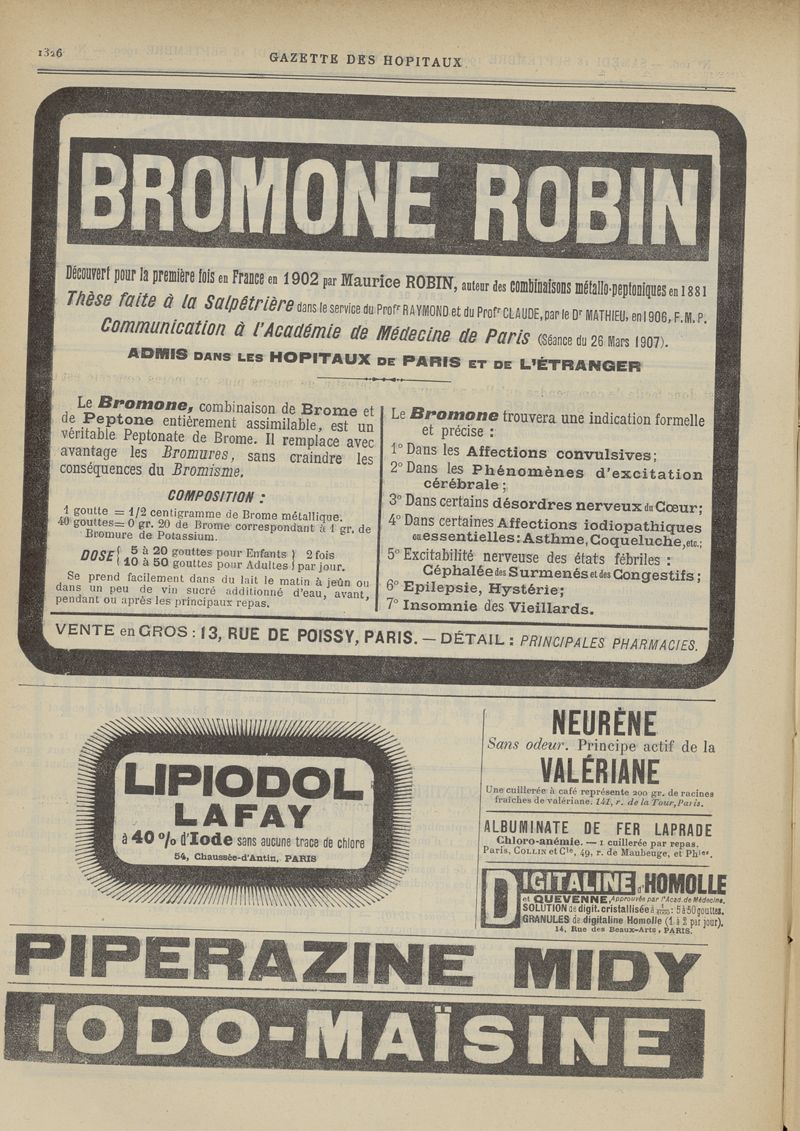 1326
GAZETTE DES HOPITAUX
BROMONE ROBIN
Découvert pour la première fois en France en 1902 par Maurice ROBIN, auteur des combinaisons métallo-peptoniques en 1881
Thèse faite à la Salpêtrière dans le service du Profr RAYMOND et du Profr CLAUDE, par le Dr MATHIEU, en 1906, F. M. P.
Communication à l'Académie de Médecine de Paris (Séance du 26 Mars 1907).
ADMIS DANS LES HOPITAUX DE PARIS ET DE L'ÉTRANGER
Le Bromone, combinaison de Brome et
de Peptone entièrement assimilable, est un
véritable Peptonate de Brome. Il remplace avec
avantage les Bromures, sans craindre les
conséquences du Bromisme.
COMPOSITION :
1 goutte = 1/2 centigramme de Brome métallique.
40 gouttes = 0 gr. 20 de Brome correspondant à 1 gr. de
Bromure de Potassium.
DOSE { 5 à 20 gouttes pour Enfants } 2 fois
{ 10 à 50 gouttes pour Adultes } par jour.
Se prend facilement dans du lait le matin à jeûn ou
dans un peu de vin sucré additionné d'eau, avant,
pendant ou après les principaux repas.
Le Bromone trouvera une indication formelle
et précise :
1° Dans les Affections convulsives;
2° Dans les Phénomènes d'excitation
cérébrale;
3° Dans certains désordres nerveux du Cœur;
4° Dans certaines Affections iodiopathiques
ou essentielles: Asthme, Coqueluche, etc.;
5° Excitabilité nerveuse des états fébriles :
Céphalée des Surmenés et des Congestifs;
6° Epilepsie, Hystérie;
7° Insomnie des Vieillards.
VENTE en GROS : 13, RUE DE POISSY, PARIS. — DÉTAIL : PRINCIPALES PHARMACIES.
LIPIODOL
LAFAY
à 40 % d'Iode sans aucune trace de chlore
54, Chaussée-d'Antin, PARIS
NEURÈNE
Sans odeur. Principe actif de la
VALÉRIANE
Une cuillerée à café représente 200 gr. de racines
fraîches de valériane. 141, r. de la Tour, Paris.
ALBUMINATE DE FER LAPRADE
Chloro-anémie. — 1 cuillerée par repas.
Paris, COLLIN et Cie, 49, r. de Maubeuge, et Phies.
DIGITALINE d'HOMOLLE
et QUEVENNE, Approuvée par l'Acad. de Médecine.
SOLUTION de digit. cristallisée à 1/1000 : 5 à 50 gouttes.
GRANULES de digitaline Homolle (1 à 2 par jour).
14, Rue des Beaux-Arts, PARIS.
PIPERAZINE MIDY
IODO-MAÏSINE